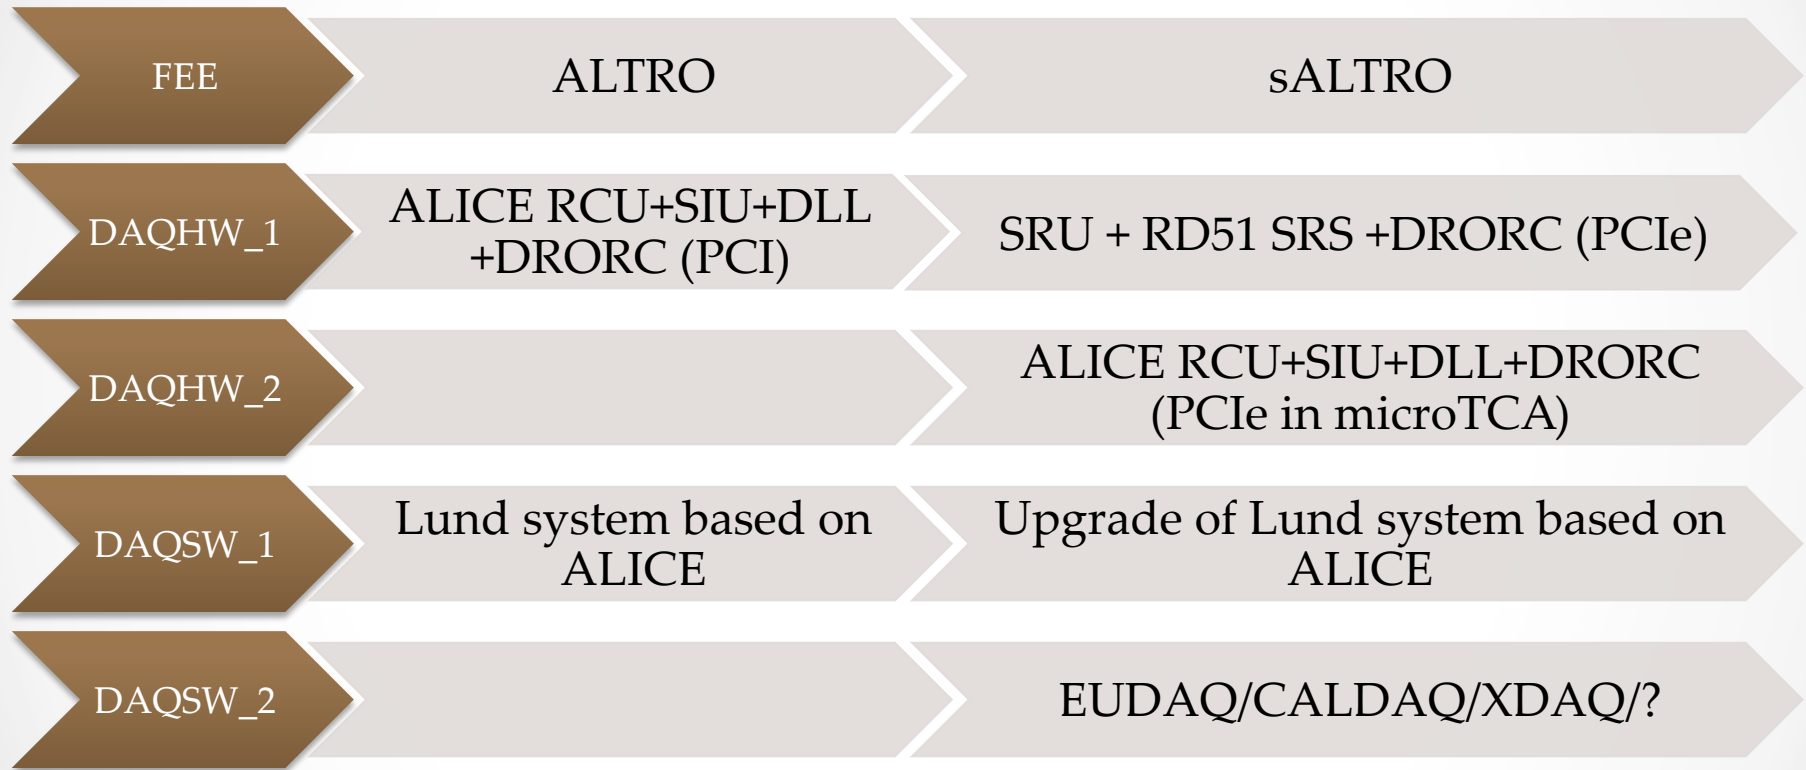 FEE
ALTRO
sALTRO
DAQHW_1
ALICE RCU+SIU+DLL
+DRORC (PCI)
SRU + RD51 SRS +DRORC (PCIe)
DAQHW_2
ALICE RCU+SIU+DLL+DRORC
(PCIe in microTCA)
DAQSW_1
Lund system based on
ALICE
Upgrade of Lund system based on
ALICE
DAQSW_2
EUDAQ/CALDAQ/XDAQ/?